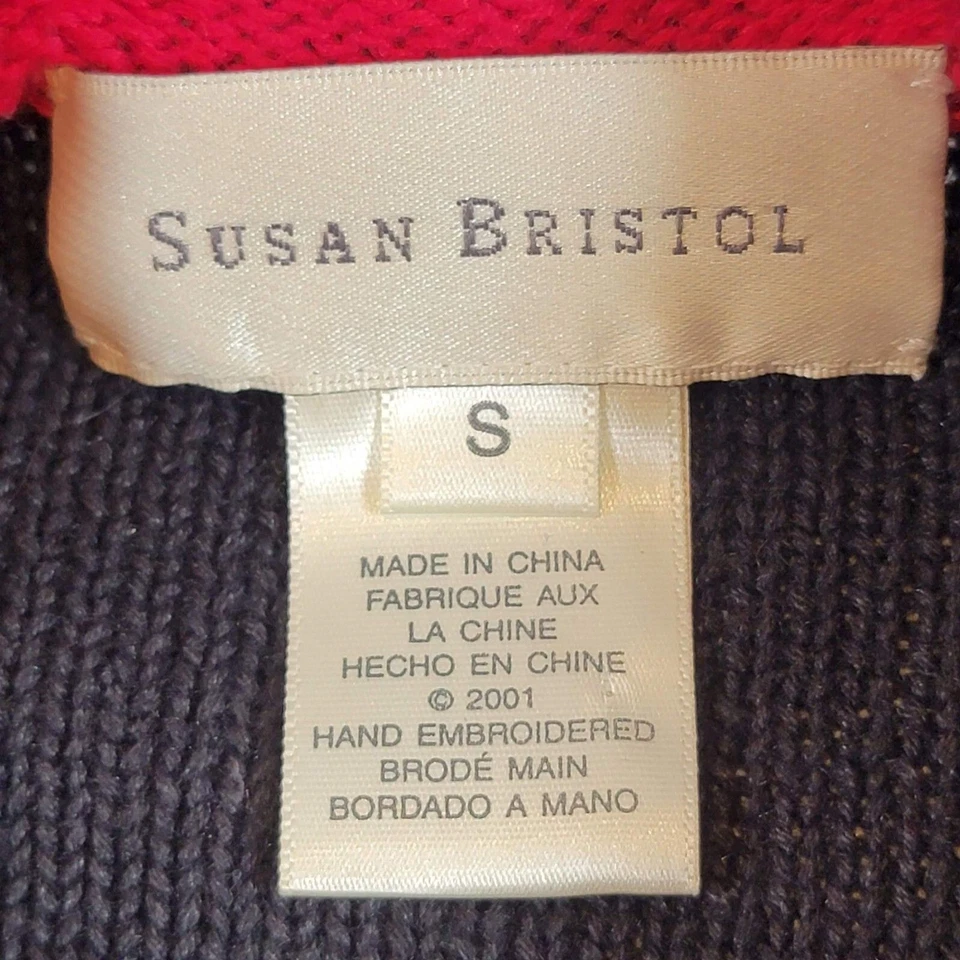 SUSAN BRISTOL
S
MADE IN CHINA
FABRIQUE AUX
LA CHINE
HECHO EN CHINE
© 2001
HAND EMBROIDERED
BRODÉ MAIN
BORDADO A MANO